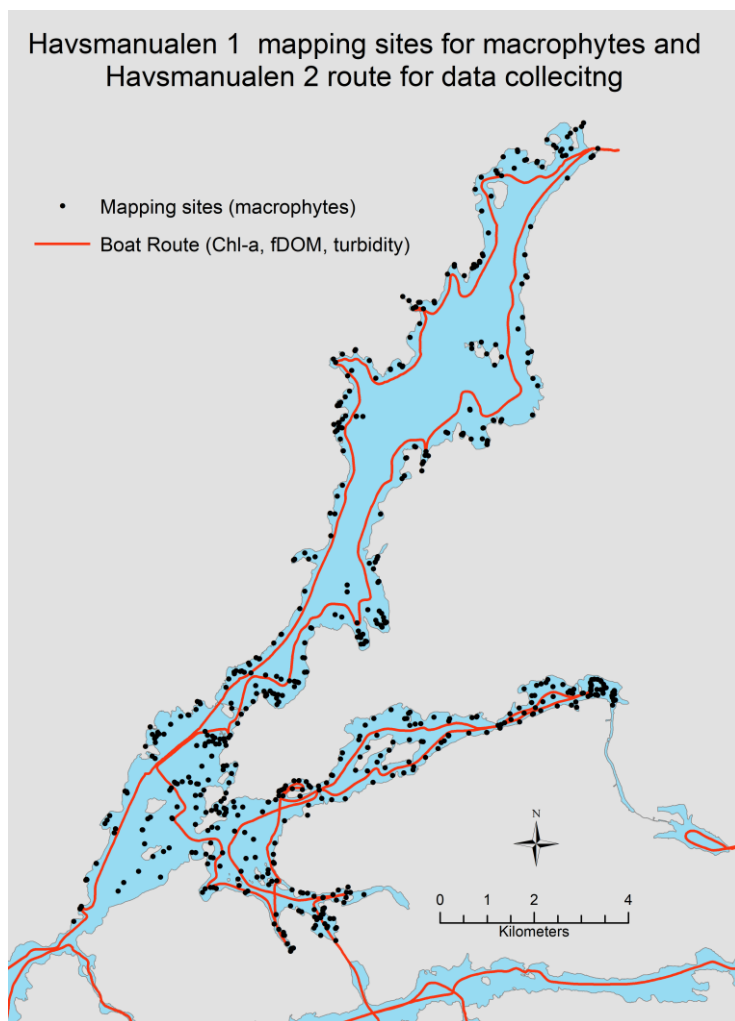 Havsmanualen 1 mapping sites for macrophytes and
Havsmanualen 2 route for data collecitng
Mapping sites (macrophytes)
Boat Route (Chl-a, fDOM, turbidity)
N
0 1 2 4
Kilometers